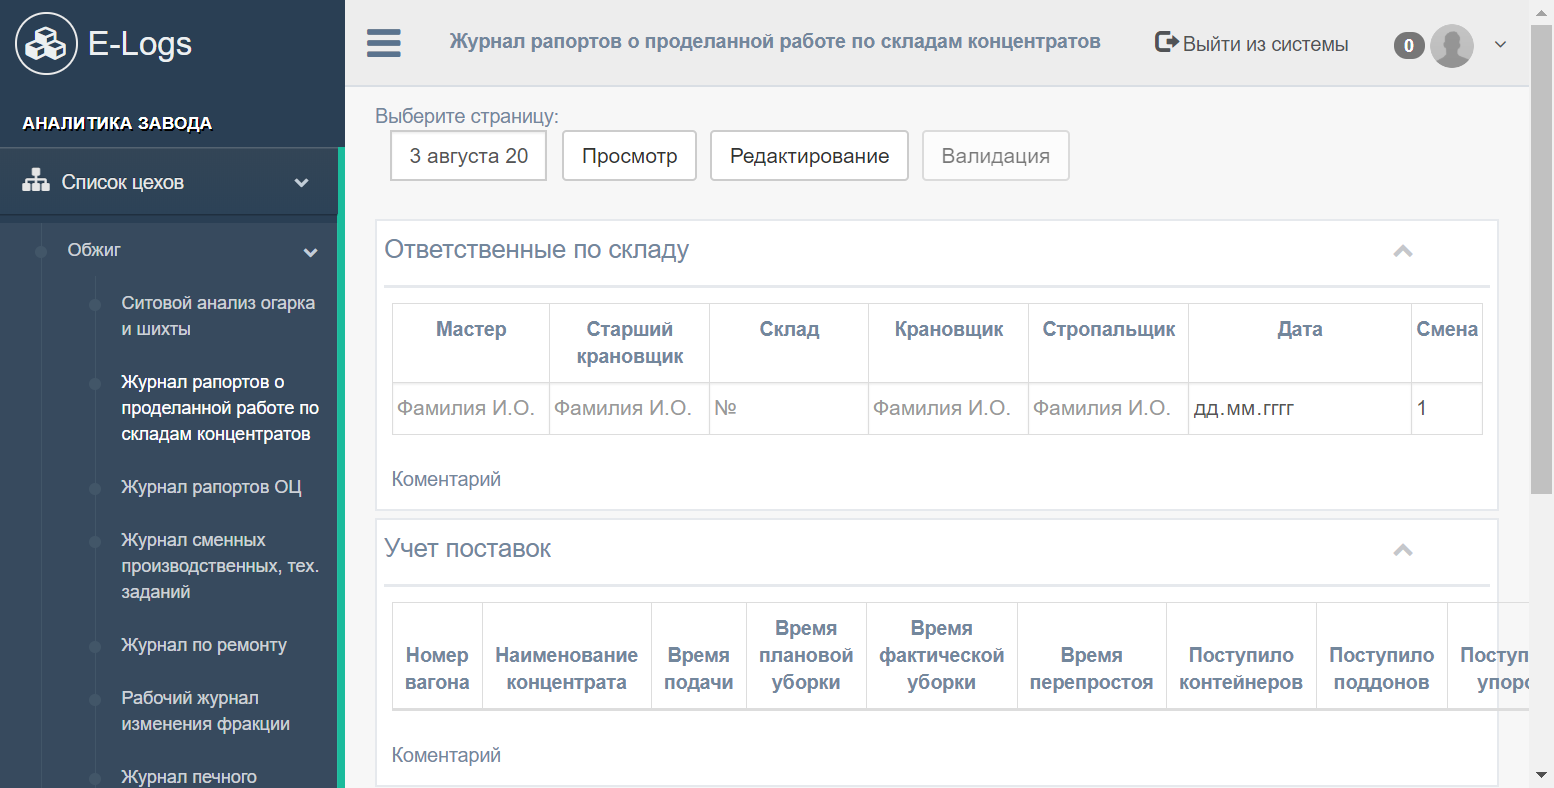 E-Logs
АНАЛИТИКА ЗАВОДА
Список цехов
Обжиг
Ситовой анализ огарка
и шихты
Журнал рапортов о
проделанной работе по
складам концентратов
Журнал рапортов ОЦ
Журнал сменных
производственных, тех.
заданий
Журнал по ремонту
Рабочий журнал
изменения фракции
Журнал печного
Журнал рапортов о проделанной работе по складам концентратов
Выйти из системы
0
Выберите страницу:
3 августа 20
Просмотр
Редактирование
Валидация
Ответственные по складу
Мастер
Старший
крановщик
Склад
Крановщик
Стропальщик
Дата
Смена
Фамилия И.О.
Фамилия И.О.
№
Фамилия И.О.
Фамилия И.О.
дд.мм.гггг
1
Коментарий
Учет поставок
Номер
вагона
Наименование
концентрата
Время
подачи
Время
плановой
уборки
Время
фактической
уборки
Время
перепростоя
Поступило
контейнеров
Поступило
поддонов
Поступ
упоро
Коментарий